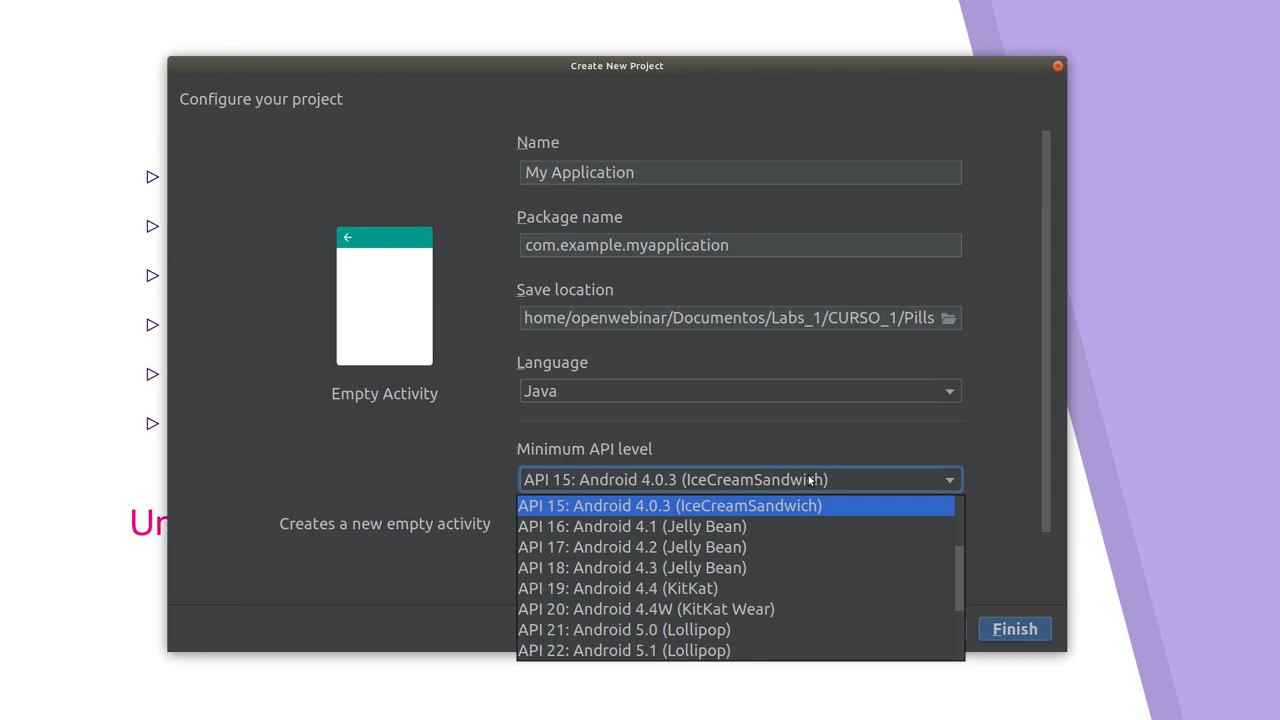 Create New Project
Configure your project
Name
My Application
Package name
com.example.myapplication
Save location
home/openwebinar/Documentos/Labs_1/CURSO_1/Pills
Language
Java
Empty Activity
Minimum API level
API 15: Android 4.0.3 (IceCreamSandwich)
API 15: Android 4.0.3 (IceCreamSandwich)
API 16: Android 4.1 (Jelly Bean)
API 17: Android 4.2 (Jelly Bean)
API 18: Android 4.3 (Jelly Bean)
API 19: Android 4.4 (KitKat)
API 20: Android 4.4W (KitKat Wear)
API 21: Android 5.0 (Lollipop)
API 22: Android 5.1 (Lollipop)
Creates a new empty activity
Finish